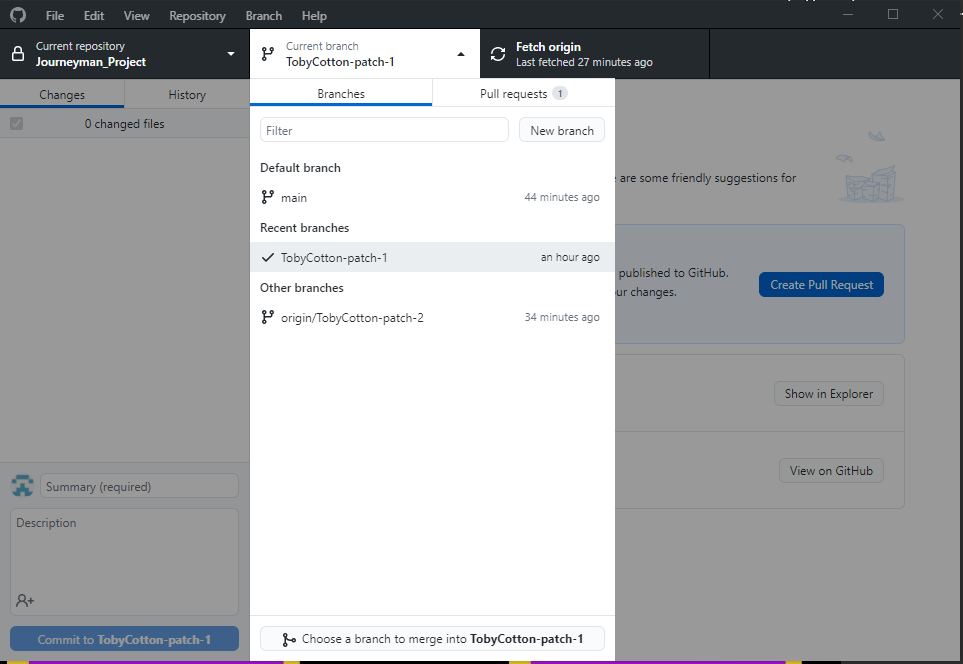 File Edit View Repository Branch Help
Current repository
Journeyman_Project
Current branch
TobyCotton-patch-1
Fetch origin
Last fetched 27 minutes ago
Changes History
0 changed files
Branches Pull requests 1
Filter
New branch
Default branch
main 44 minutes ago
Recent branches
TobyCotton-patch-1 an hour ago
Other branches
origin/TobyCotton-patch-2 34 minutes ago
are some friendly suggestions for
published to GitHub.
ur changes.
Create Pull Request
Show in Explorer
View on GitHub
Summary (required)
Description
Commit to TobyCotton-patch-1
Choose a branch to merge into TobyCotton-patch-1